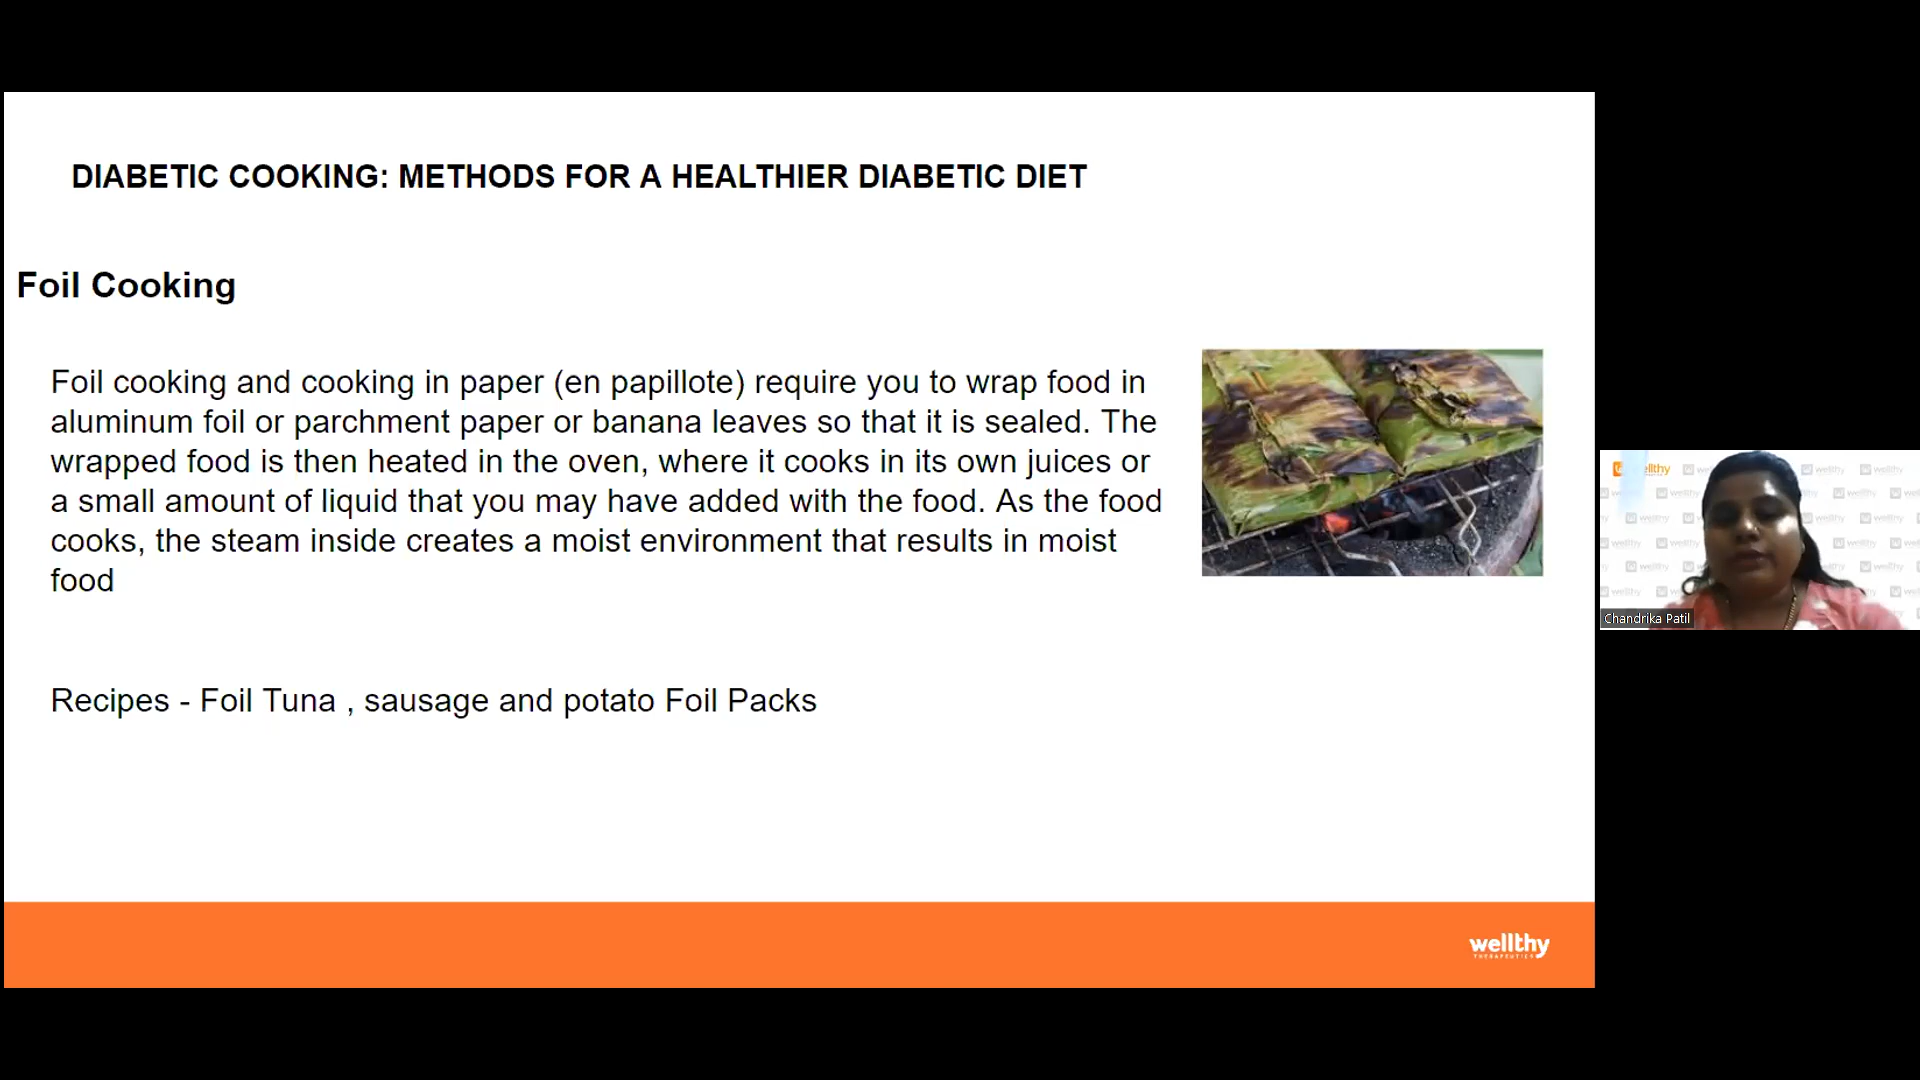 DIABETIC COOKING: METHODS FOR A HEALTHIER DIABETIC DIET
Foil Cooking
Foil cooking and cooking in paper (en papillote) require you to wrap food in
aluminum foil or parchment paper or banana leaves so that it is sealed. The
wrapped food is then heated in the oven, where it cooks in its own juices or
a small amount of liquid that you may have added with the food. As the food
cooks, the steam inside creates a moist environment that results in moist
food
Recipes - Foil Tuna , sausage and potato Foil Packs
wellthy
THERAPEUTICS
Chandrika Patil